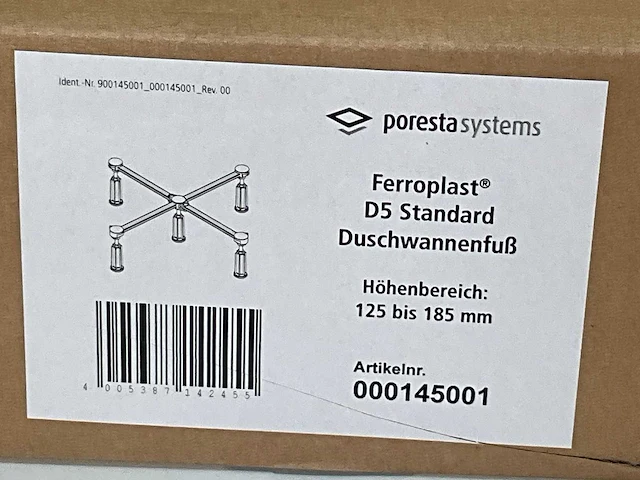 Ident.-Nr. 900145001_000145001_Rev. 00
poresta systems
Ferroplast®
D5 Standard
Duschwannenfuß
Höhenbereich:
125 bis 185 mm
Artikelnr.
000145001
4 005387 142455